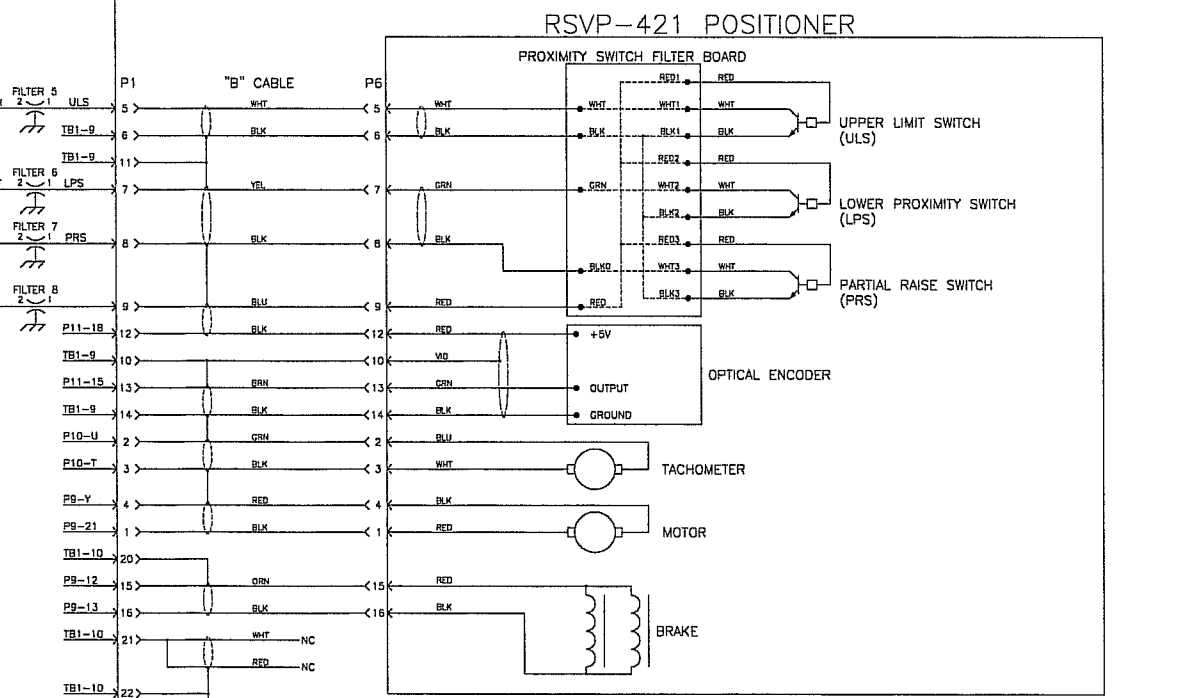 RSVP-421 POSITIONER
PROXIMITY SWITCH FILTER BOARD
P1 "B" CABLE P6
RED1 RED
FILTER 5
2 1 ULS 5 WHT 5 WHT WHT WHT1 WHT
UPPER LIMIT SWITCH
(ULS)
TB1-9 6 BLK 6 BLK BLK BLK1 BLK
TB1-9 11 RED2 RED
FILTER 6
2 1 LPS 7 YEL 7 GRN GRN WHT2 WHT
LOWER PROXIMITY SWITCH
(LPS)
BLK2 BLK
FILTER 7
2 1 PRS 8 BLK 8 BLK RED3 RED
BLK0 WHT3 WHT
PARTIAL RAISE SWITCH
(PRS)
FILTER 8
2 1 9 BLU 9 RED RED BLK3 BLK
P11-18 12 BLK 12 RED +5V
TB1-9 10 10 VIO
OPTICAL ENCODER
P11-15 13 BRN 13 GRN OUTPUT
TB1-9 14 BLK 14 BLK GROUND
P10-U 2 GRN 2 BLU
P10-T 3 BLK 3 WHT TACHOMETER
P9-Y 4 RED 4 BLK
P9-21 1 BLK 1 RED MOTOR
TB1-10 20
P9-12 15 ORN 15 RED
P9-13 16 BLK 16 BLK
BRAKE
TB1-10 21 WHT NC
RED NC
TB1-10 22